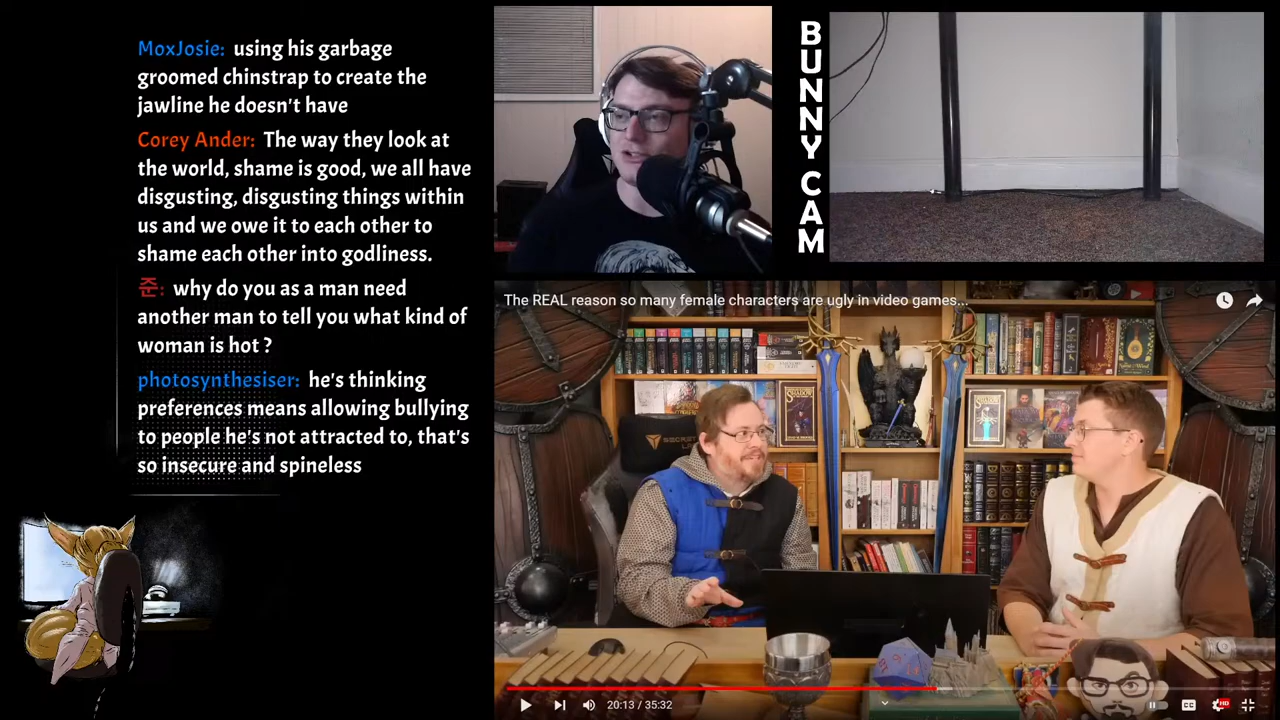 MoxJosie: using his garbage
groomed chinstrap to create the
jawline he doesn't have
Corey Ander: The way they look at
the world, shame is good, we all have
disgusting, disgusting things within
us and we owe it to each other to
shame each other into godliness.
준: why do you as a man need
another man to tell you what kind of
woman is hot ?
photosynthesiser: he's thinking
preferences means allowing bullying
to people he's not attracted to, that's
so insecure and spineless
BUNNY CAM
The REAL reason so many female characters are ugly in video games...
SHADOW
20:13 / 35:32
CC
HD